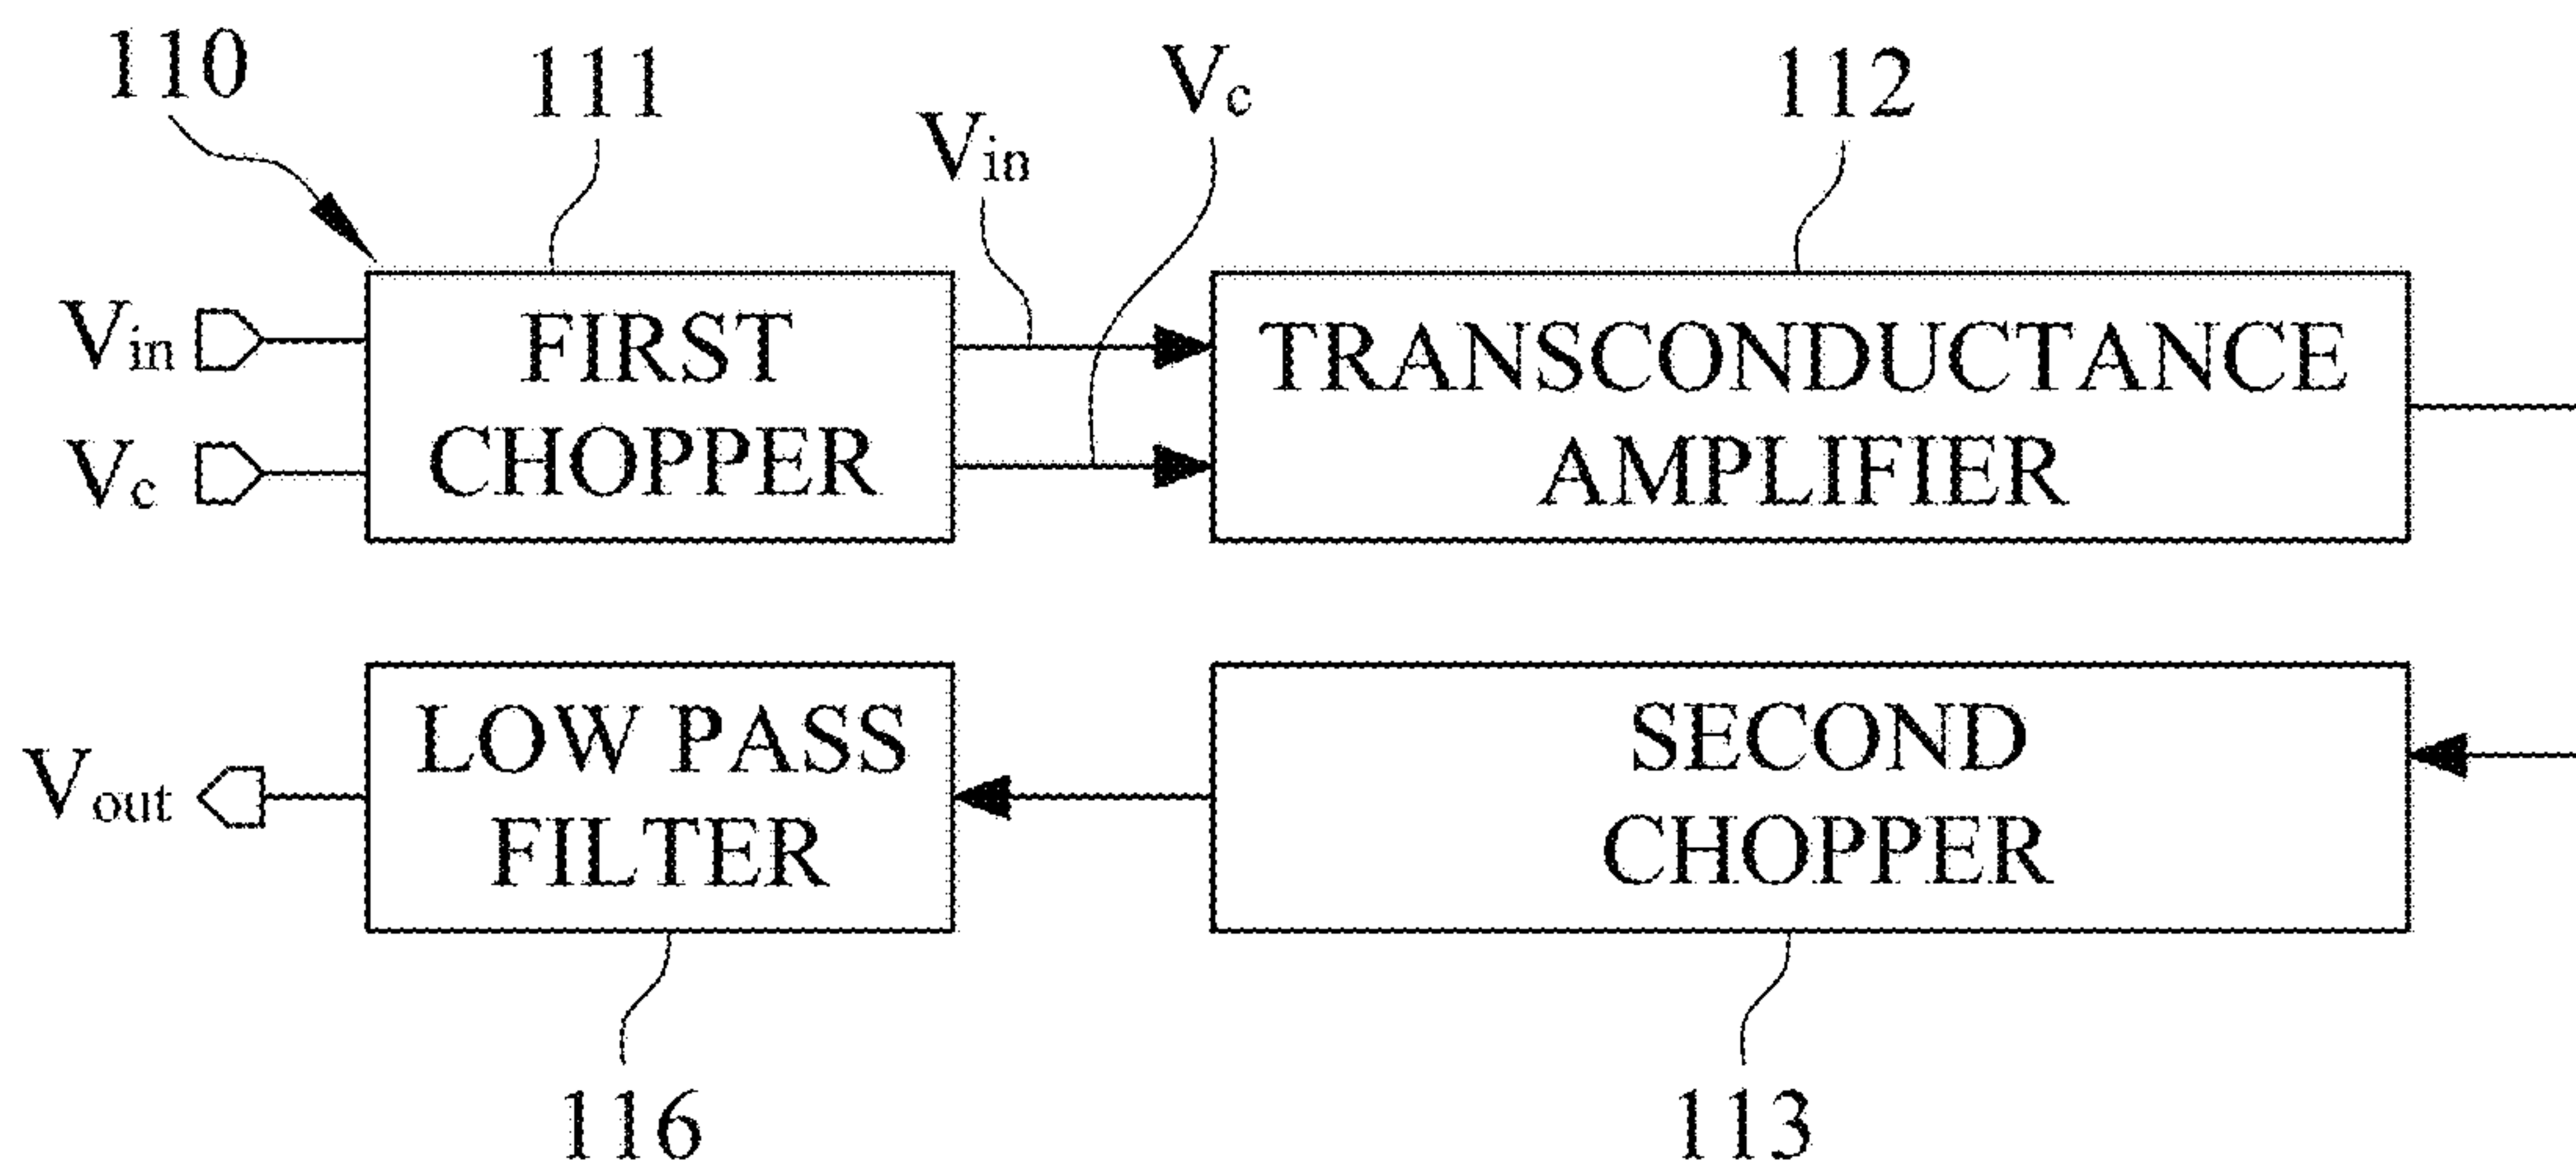 110
111
Vin
Vc
112
Vin
Vc
FIRST
CHOPPER
TRANSCONDUCTANCE
AMPLIFIER
Vout
LOW PASS
FILTER
SECOND
CHOPPER
116
113